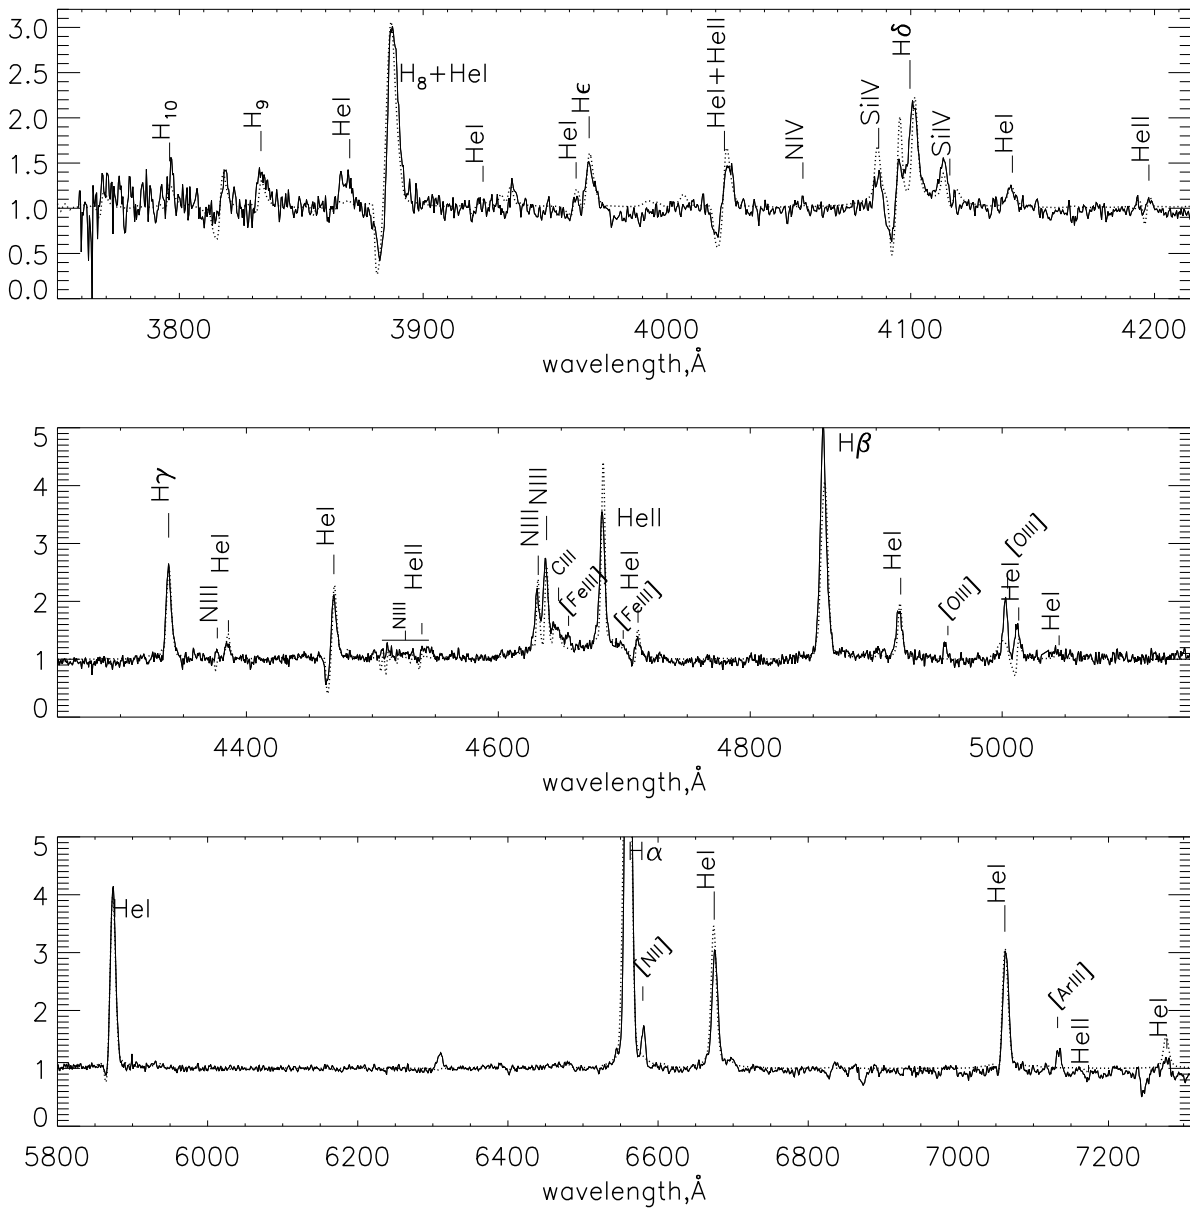 3.0
2.5
2.0
1.5
1.0
0.5
0.0
H10
H9
HeI
H8+HeI
HeI
HeI
Hϵ
HeI+HeII
NIV
SiIV
Hδ
SiIV
HeI
HeII
3800 3900 4000 4100 4200
wavelength,Å
5
4
3
2
1
0
Hγ
NIII
HeI
HeI
NIII
HeII
NIII
NIII
CIII
[FeIII]
HeII
HeI
[FeIII]
Hβ
HeI
[OIII]
HeI
[OIII]
HeI
4400 4600 4800 5000
wavelength,Å
5
4
3
2
1
0
HeI
Hα
[NII]
HeI
HeI
[ArIII]
HeII
HeI
5800 6000 6200 6400 6600 6800 7000 7200
wavelength,Å